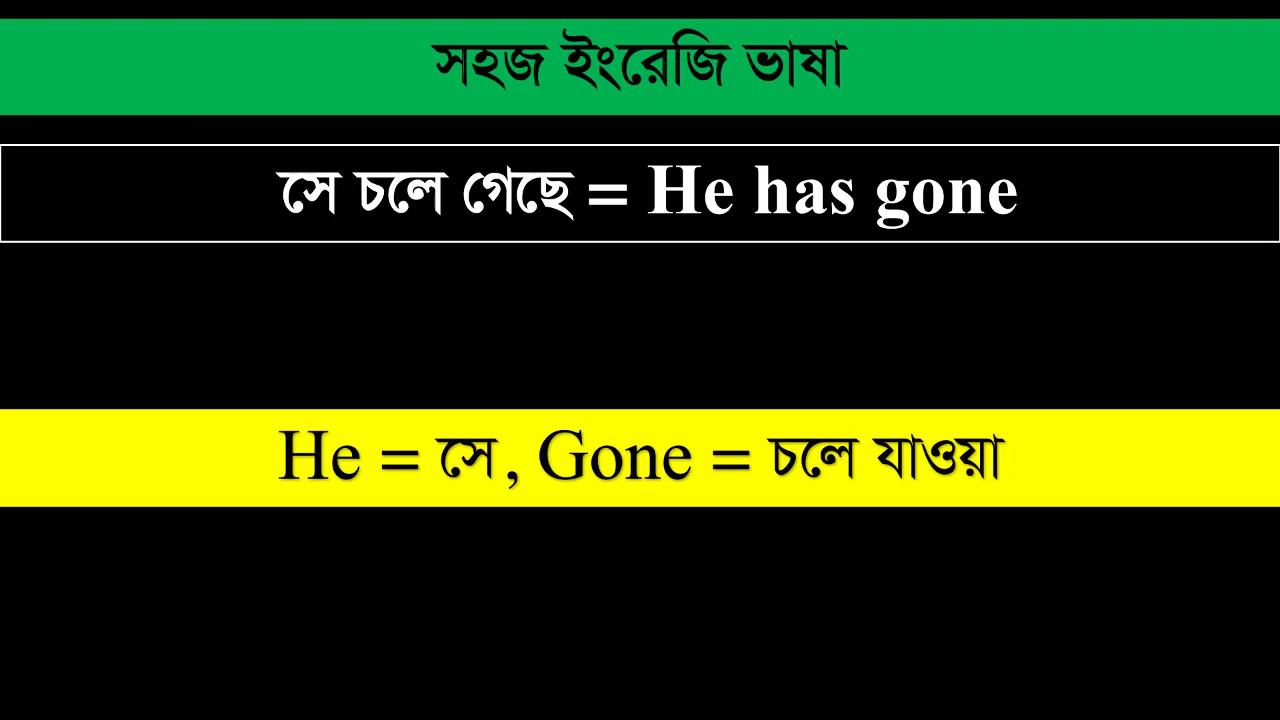 সহজ ইংরেজি ভাষা
সে চলে গেছে = He has gone
He = সে , Gone = চলে যাওয়া